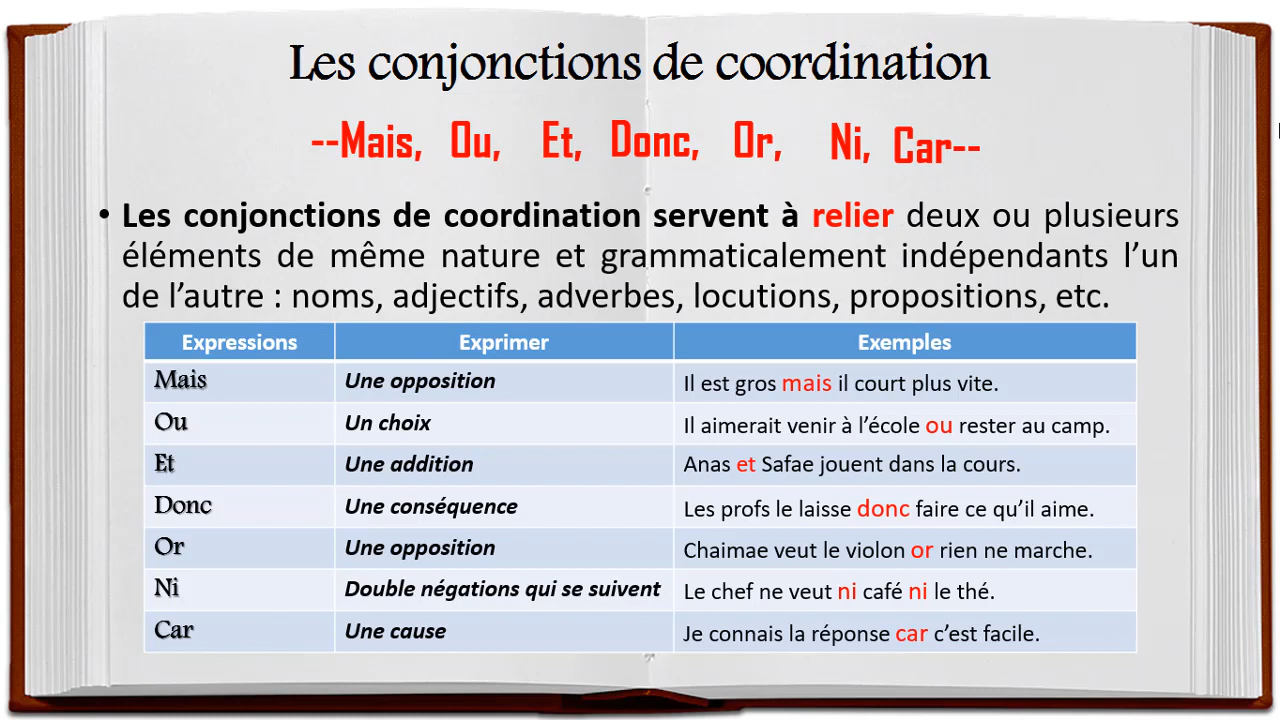 Les conjonctions de coordination
--Mais, Ou, Et, Donc, Or, Ni, Car--
• Les conjonctions de coordination servent à relier deux ou plusieurs
éléments de même nature et grammaticalement indépendants l’un
de l’autre : noms, adjectifs, adverbes, locutions, propositions, etc.
Expressions Exprimer Exemples
Mais Une opposition Il est gros mais il court plus vite.
Ou Un choix Il aimerait venir à l’école ou rester au camp.
Et Une addition Anas et Safae jouent dans la cours.
Donc Une conséquence Les profs le laisse donc faire ce qu’il aime.
Or Une opposition Chaimae veut le violon or rien ne marche.
Ni Double négations qui se suivent Le chef ne veut ni café ni le thé.
Car Une cause Je connais la réponse car c’est facile.